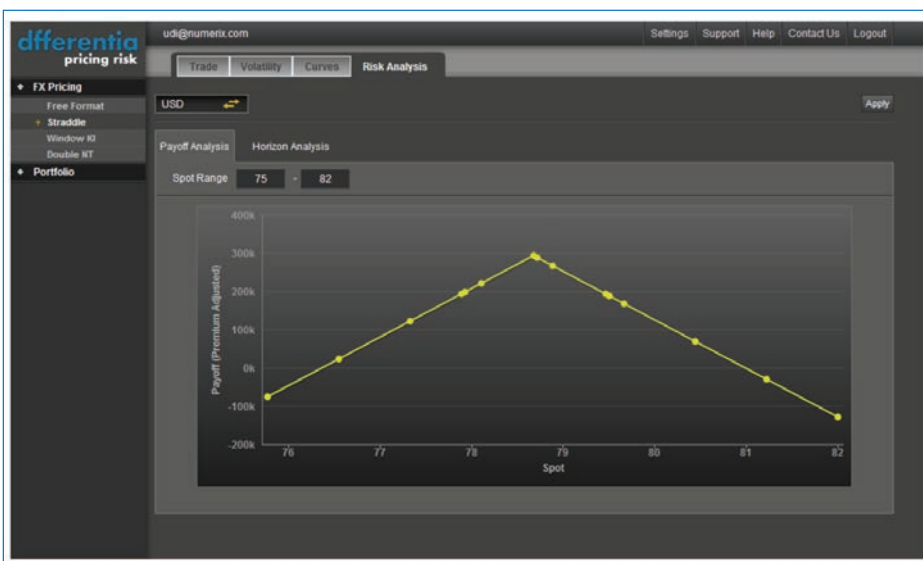 dfferentia
pricing risk
udi@numerix.com
Settings Support Help Contact Us Logout
Trade Volatility Curves Risk Analysis
+ FX Pricing
Free Format
+ Straddle
Window KI
Double NT
+ Portfolio
USD
Apply
Payoff Analysis Horizon Analysis
Spot Range 75 - 82
400k
300k
200k
100k
0k
-100k
-200k
Payoff (Premium Adjusted)
76 77 78 79 80 81 82
Spot